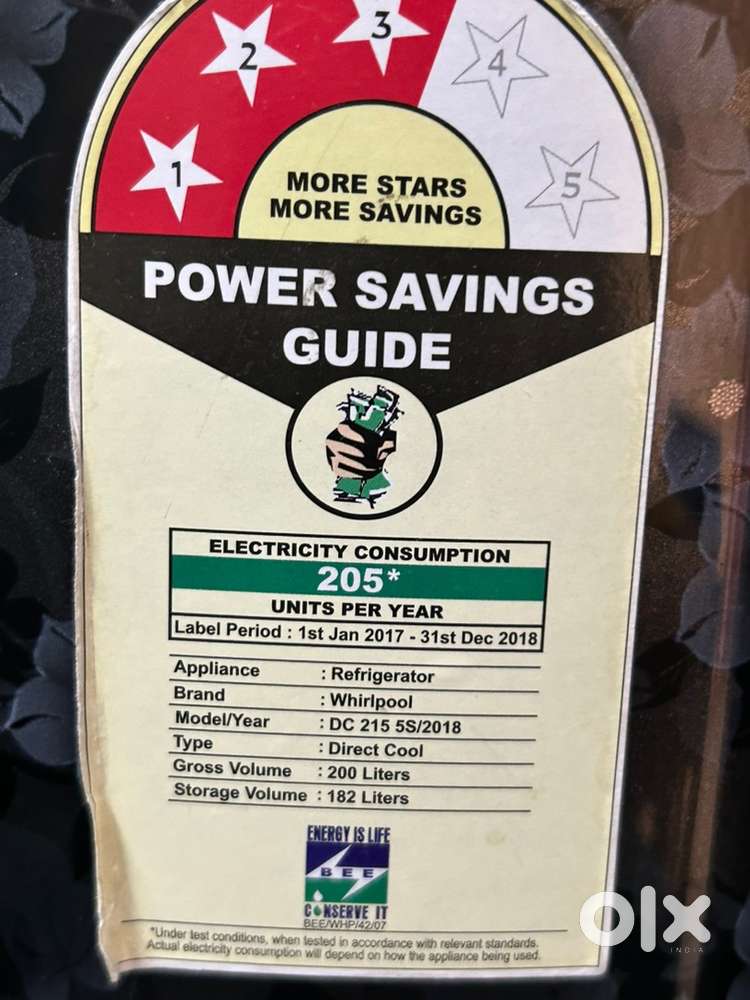 1 2 3 4 5
MORE STARS
MORE SAVINGS
POWER SAVINGS
GUIDE
ELECTRICITY CONSUMPTION
205*
UNITS PER YEAR
Label Period : 1st Jan 2017 - 31st Dec 2018
Appliance : Refrigerator
Brand : Whirlpool
Model/Year : DC 215 5S/2018
Type : Direct Cool
Gross Volume : 200 Liters
Storage Volume : 182 Liters
ENERGY IS LIFE
BEE
CONSERVE IT
BEE/WHP/42/07
*Under test conditions, when tested in accordance with relevant standards.
Actual electricity consumption will depend on how the appliance being used.
olx
INDIA